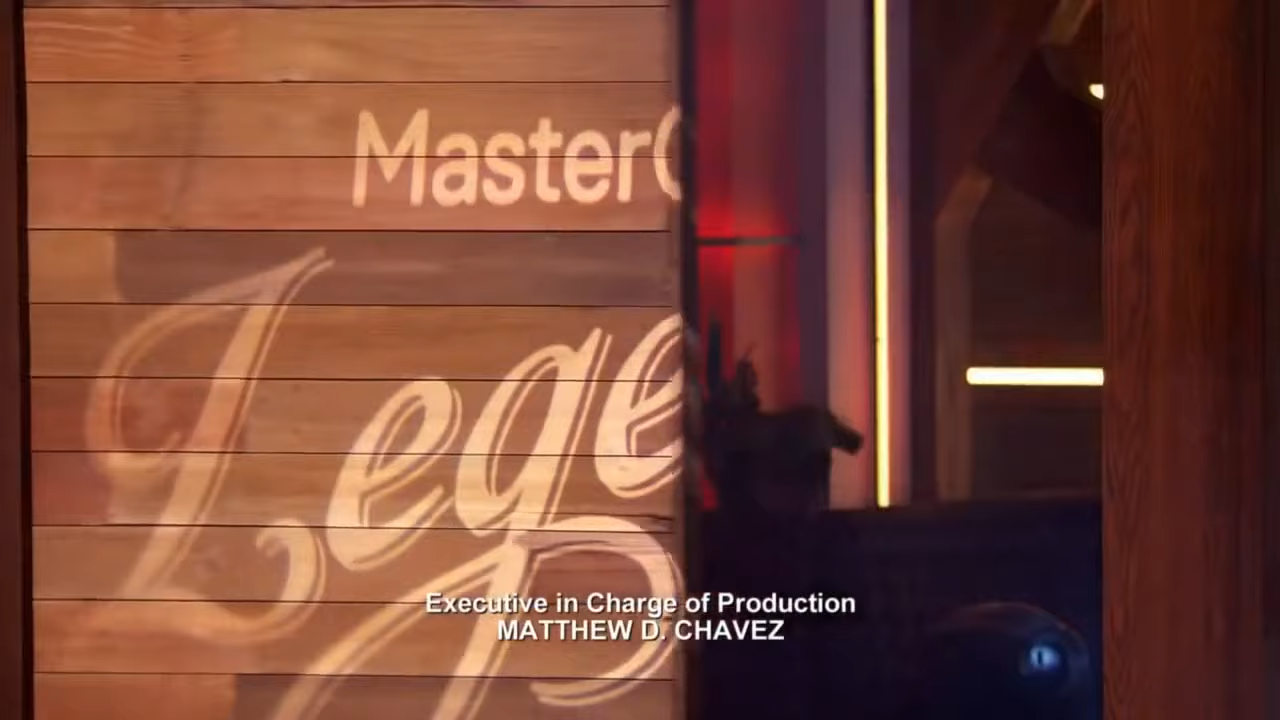 MasterC
Lege
Executive in Charge of Production
MATTHEW D. CHAVEZ